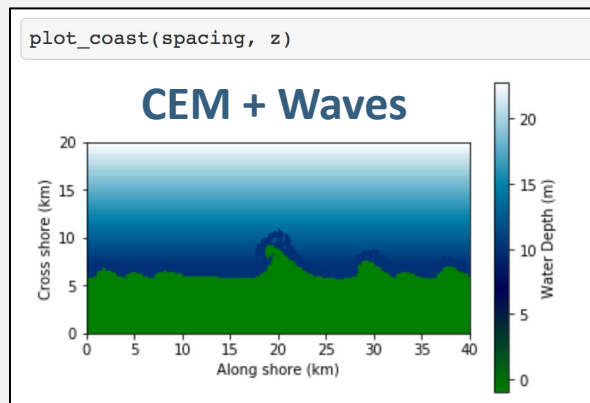 plot_coast(spacing, z)
CEM + Waves
20
15
10
5
0
Cross shore (km)
0 5 10 15 20 25 30 35 40
Along shore (km)
20
15
10
5
0
Water Depth (m)